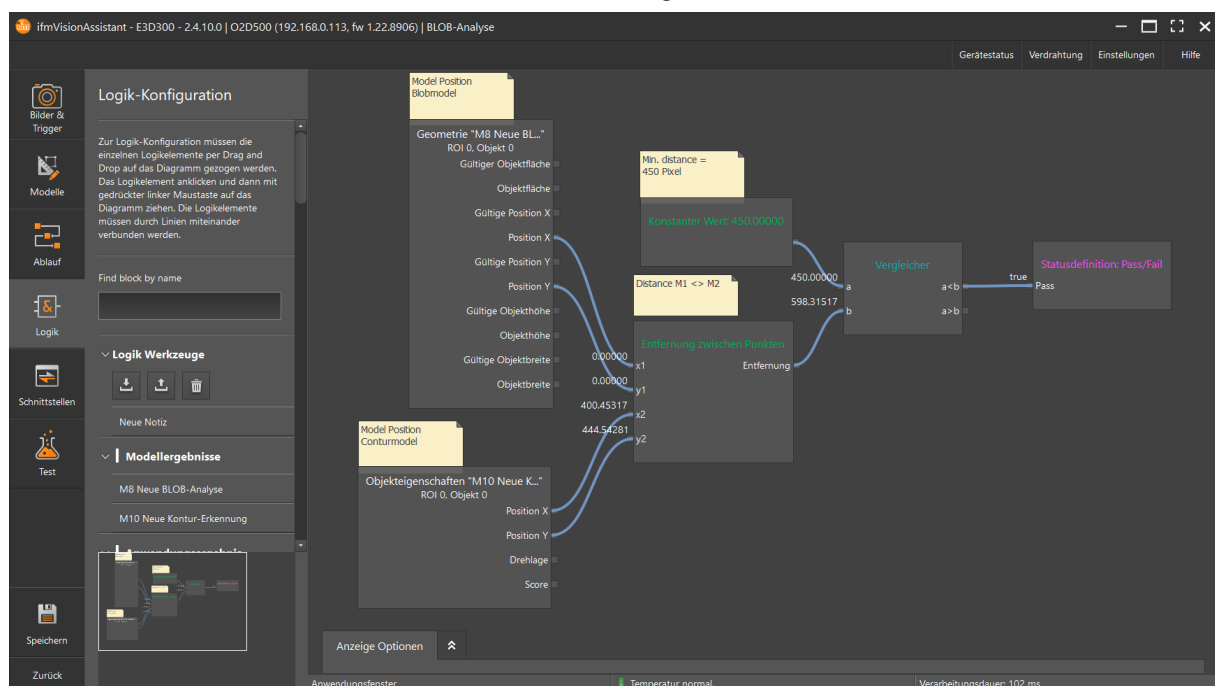 ifmVisionAssistant - E3D300 - 2.4.10.0 | O2D500 (192.168.0.113, fw 1.22.8906) | BLOB-Analyse
Gerätestatus Verdrahtung Einstellungen Hilfe
Bilder &
Trigger
Modelle
Ablauf
Logik
Schnittstellen
Test
Speichern
Zurück
Logik-Konfiguration
Zur Logik-Konfiguration müssen die
einzelnen Logikelemente per Drag and
Drop auf das Diagramm gezogen werden.
Das Logikelement anklicken und dann mit
gedrückter linker Maustaste auf das
Diagramm ziehen. Die Logikelemente
müssen durch Linien miteinander
verbunden werden.
Find block by name
Logik Werkzeuge
Neue Notiz
Modellergebnisse
M8 Neue BLOB-Analyse
M10 Neue Kontur-Erkennung
Model Position
Blobmodel
Geometrie "M8 Neue BL..."
ROI 0, Objekt 0
Gültiger Objektfläche
Objektfläche
Gültige Position X
Position X
Gültige Position Y
Position Y
Gültige Objekthöhe
Objekthöhe
Gültige Objektbreite
Objektbreite
Model Position
Conturmodel
Objekteigenschaften "M10 Neue K..."
ROI 0, Objekt 0
Position X
Position Y
Drehlage
Score
Min. distance =
450 Pixel
Konstanter Wert: 450.00000
Distance M1 <> M2
Entfernung zwischen Punkten
0.00000 x1 Entfernung
0.00000 y1
400.45317 x2
444.54281 y2
Vergleicher
450.00000 a a<b
598.31517 b a>b
Statusdefinition: Pass/Fail
true Pass
Anzeige Optionen
Anwendungsfenster Temperatur normal Verarbeitungsdauer: 102 ms